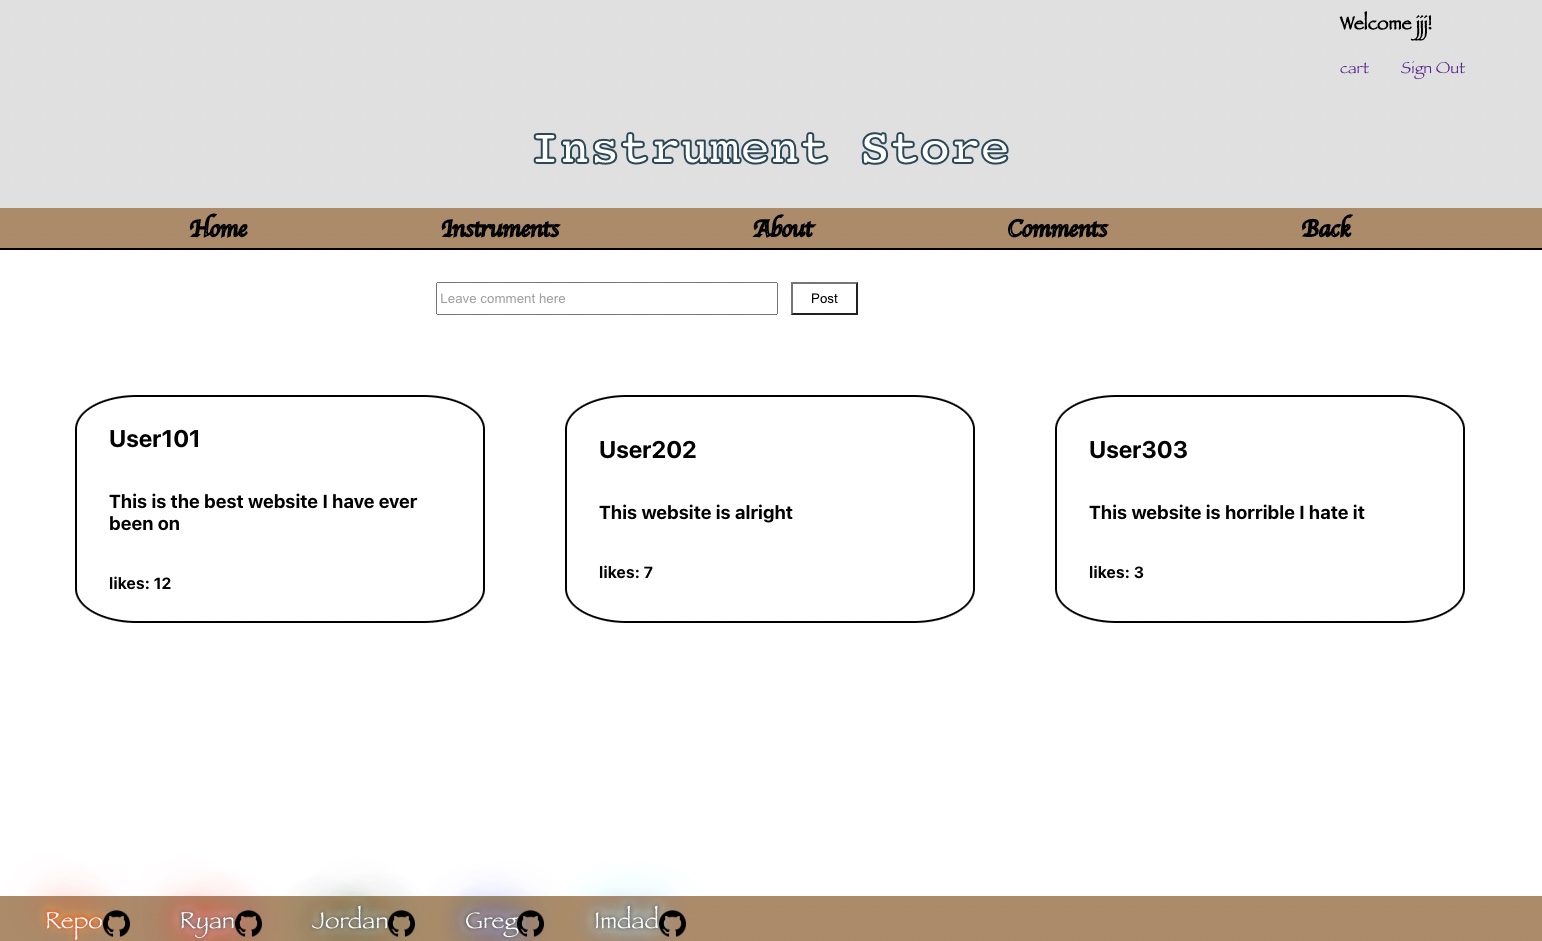 Welcome jjj!
cart Sign Out
Instrument Store
Home Instruments About Comments Back
Leave comment here Post
User101
This is the best website I have ever
been on
likes: 12
User202
This website is alright
likes: 7
User303
This website is horrible I hate it
likes: 3
Repo Ryan Jordan Greg Imdad